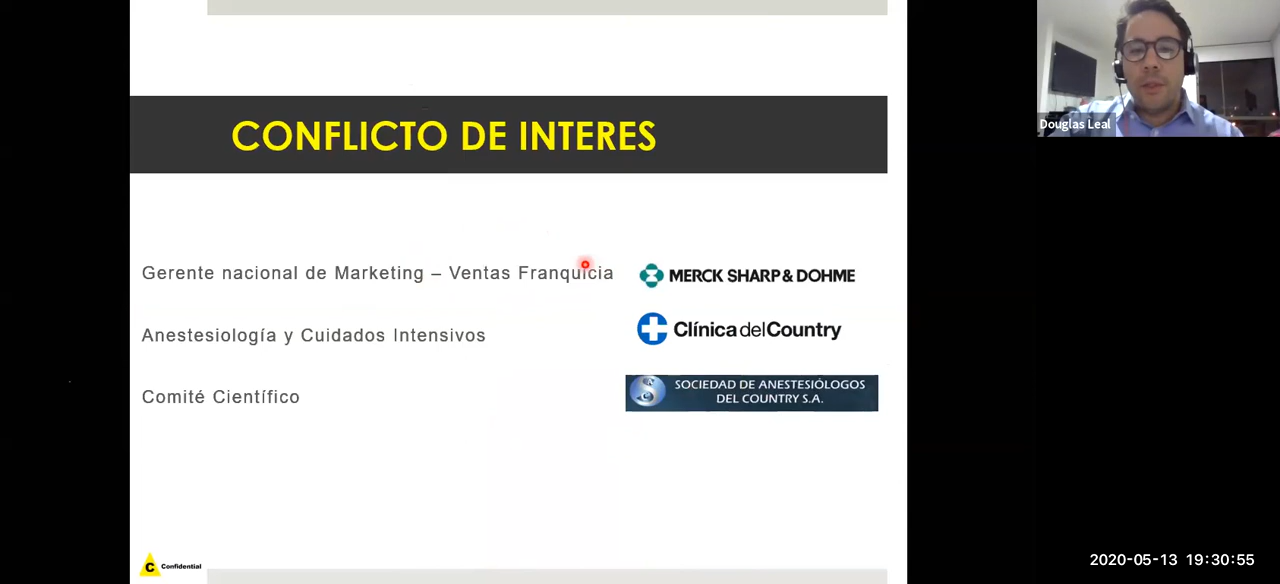 CONFLICTO DE INTERES
Douglas Leal
Gerente nacional de Marketing – Ventas Franquicia
MERCK SHARP & DOHME
Anestesiología y Cuidados Intensivos
Clínica del Country
Comité Científico
SOCIEDAD DE ANESTESIÓLOGOS
DEL COUNTRY S.A.
C Confidential
2020-05-13 19:30:55